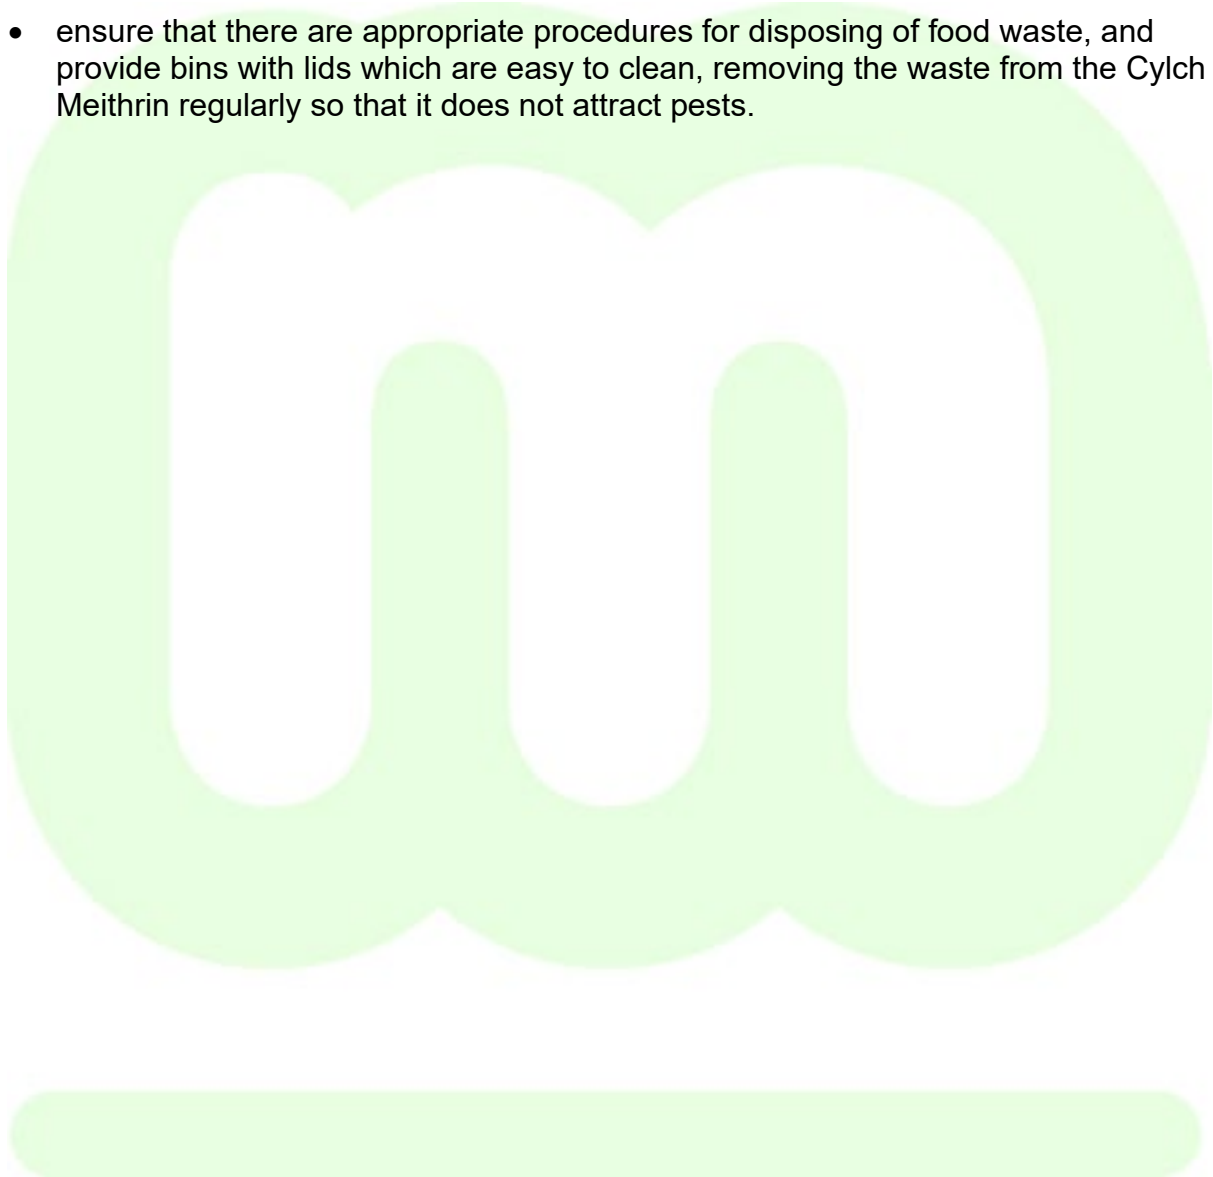 • ensure that there are appropriate procedures for disposing of food waste, and
provide bins with lids which are easy to clean, removing the waste from the Cylch
Meithrin regularly so that it does not attract pests.
m